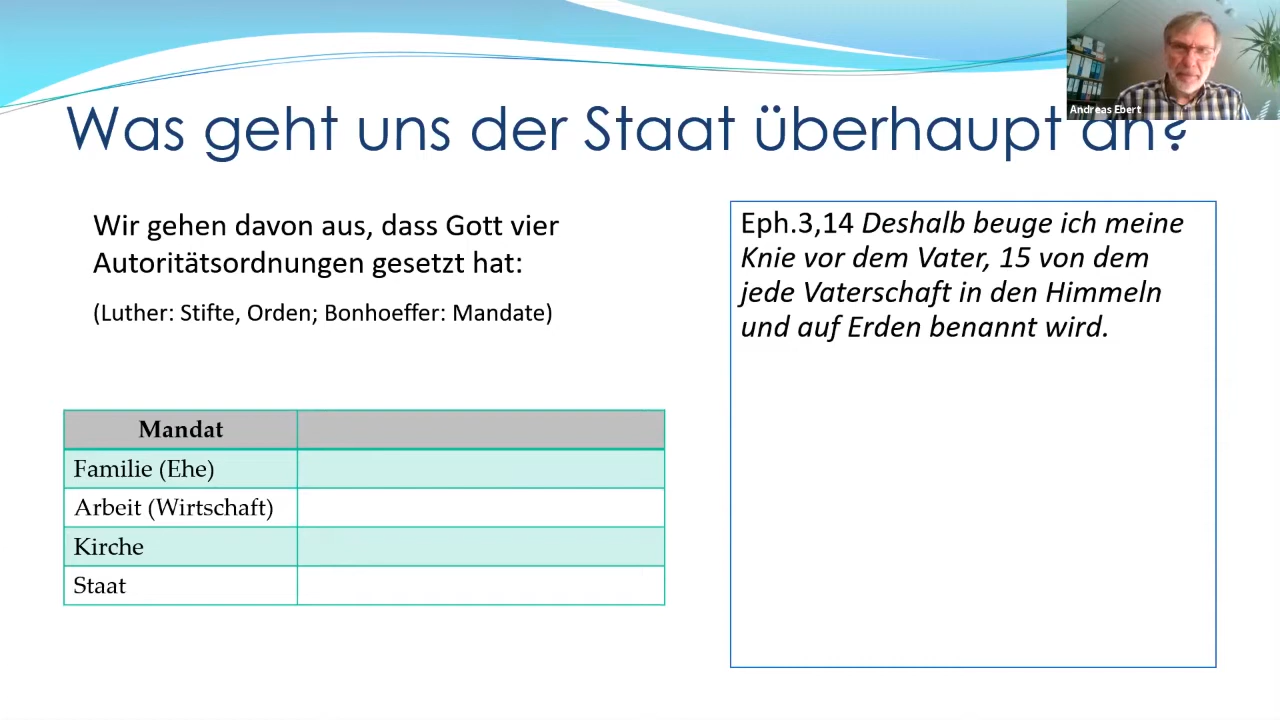 Andreas Ebert
Was geht uns der Staat überhaupt an?
Wir gehen davon aus, dass Gott vier
Autoritätsordnungen gesetzt hat:
(Luther: Stifte, Orden; Bonhoeffer: Mandate)
Mandat
Familie (Ehe)
Arbeit (Wirtschaft)
Kirche
Staat
Eph.3,14 Deshalb beuge ich meine
Knie vor dem Vater, 15 von dem
jede Vaterschaft in den Himmeln
und auf Erden benannt wird.